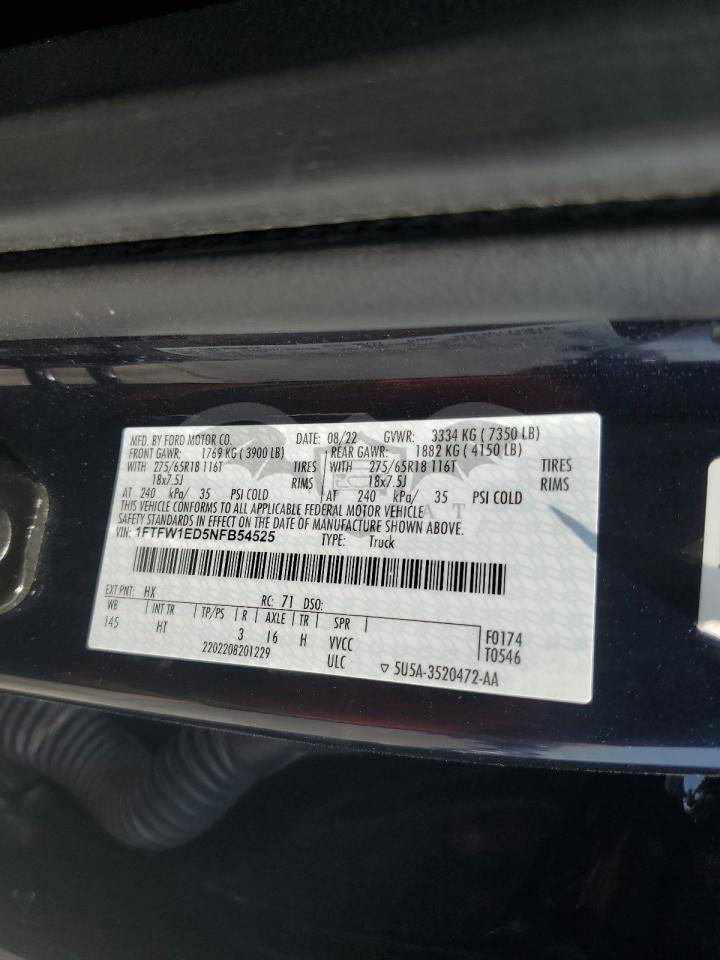 MFD. BY FORD MOTOR CO. DATE: 08/22 GVWR: 3334 KG ( 7350 LB)
FRONT GAWR: 1769 KG ( 3900 LB) REAR GAWR: 1882 KG ( 4150 LB)
WITH 275/65R18 116T TIRES WITH 275/65R18 116T TIRES
18x7.5J RIMS 18x7.5J RIMS
AT 240 kPa/ 35 PSI COLD AT 240 kPa/ 35 PSI COLD
THIS VEHICLE CONFORMS TO ALL APPLICABLE FEDERAL MOTOR VEHICLE
SAFETY STANDARDS IN EFFECT ON THE DATE OF MANUFACTURE SHOWN ABOVE.
VIN: 1FTFW1ED5NFB54525 TYPE: Truck
EXT PNT: HX RC: 71 DSO:
WB INT TR TP/PS R AXLE TR SPR
145 HT 3 16 H VVCC
2202208201229 ULC
F0174
T0546
▽ 5U5A-3520472-AA